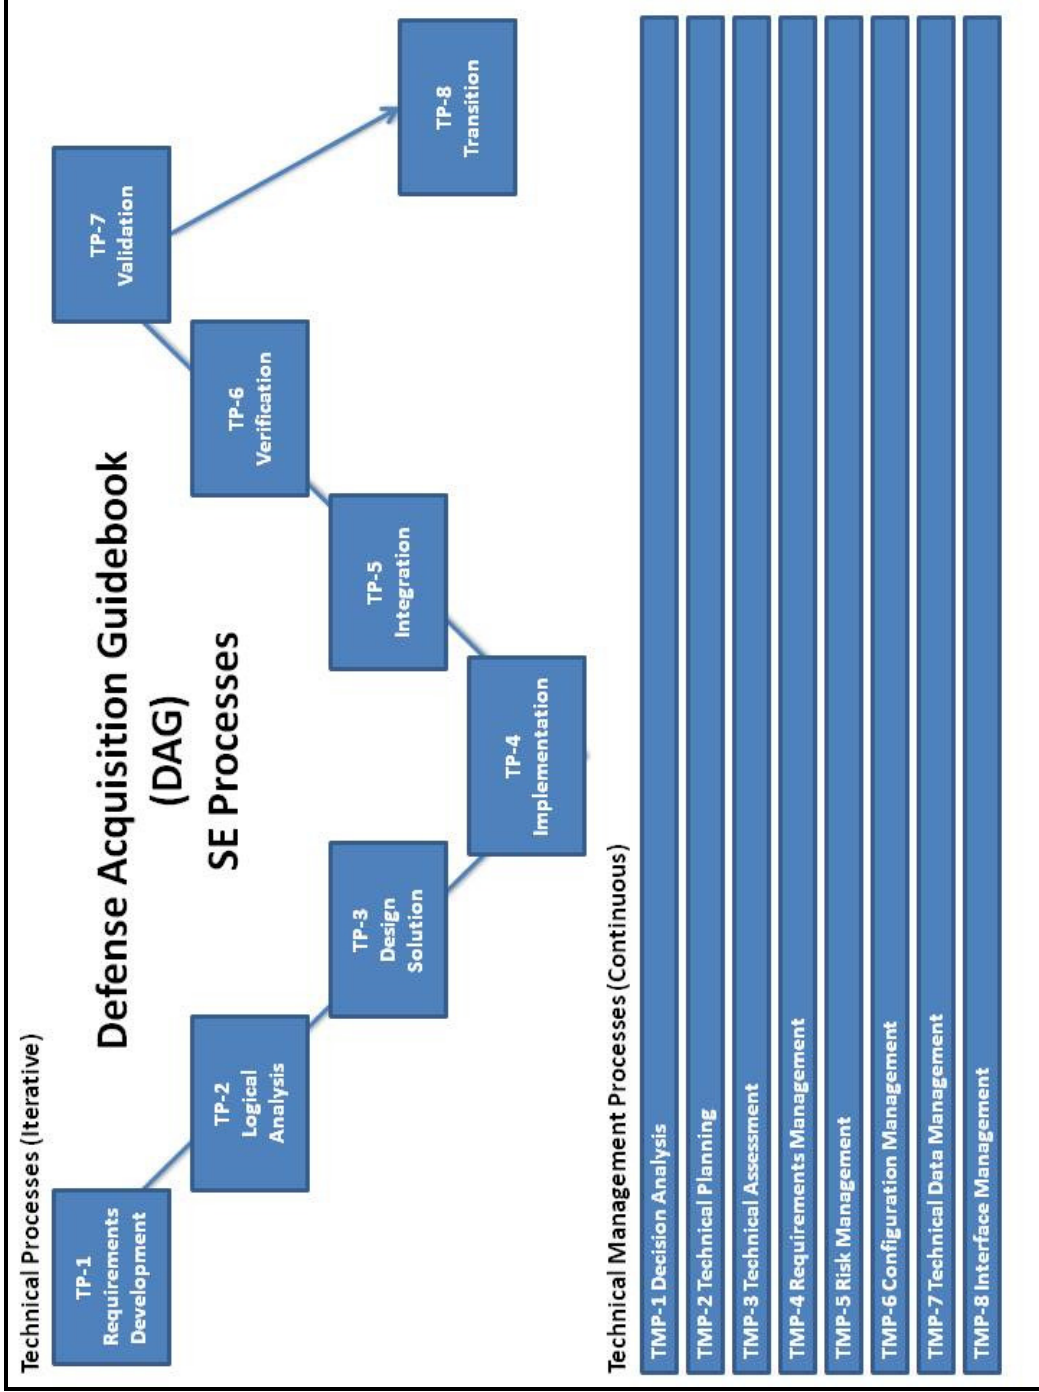 Technical Processes (Iterative)
Defense Acquisition Guidebook
(DAG)
SE Processes
TP-1
Requirements
Development
TP-2
Logical
Analysis
TP-3
Design
Solution
TP-4
Implementation
TP-5
Integration
TP-6
Verification
TP-7
Validation
TP-8
Transition
Technical Management Processes (Continuous)
TMP-1 Decision Analysis
TMP-2 Technical Planning
TMP-3 Technical Assessment
TMP-4 Requirements Management
TMP-5 Risk Management
TMP-6 Configuration Management
TMP-7 Technical Data Management
TMP-8 Interface Management